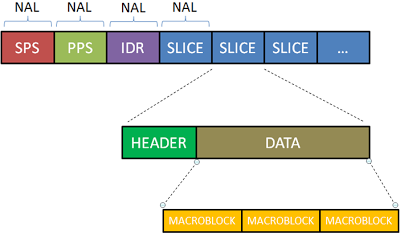 NAL NAL NAL NAL
SPS PPS IDR SLICE SLICE SLICE ...
HEADER DATA
MACROBLOCK MACROBLOCK MACROBLOCK